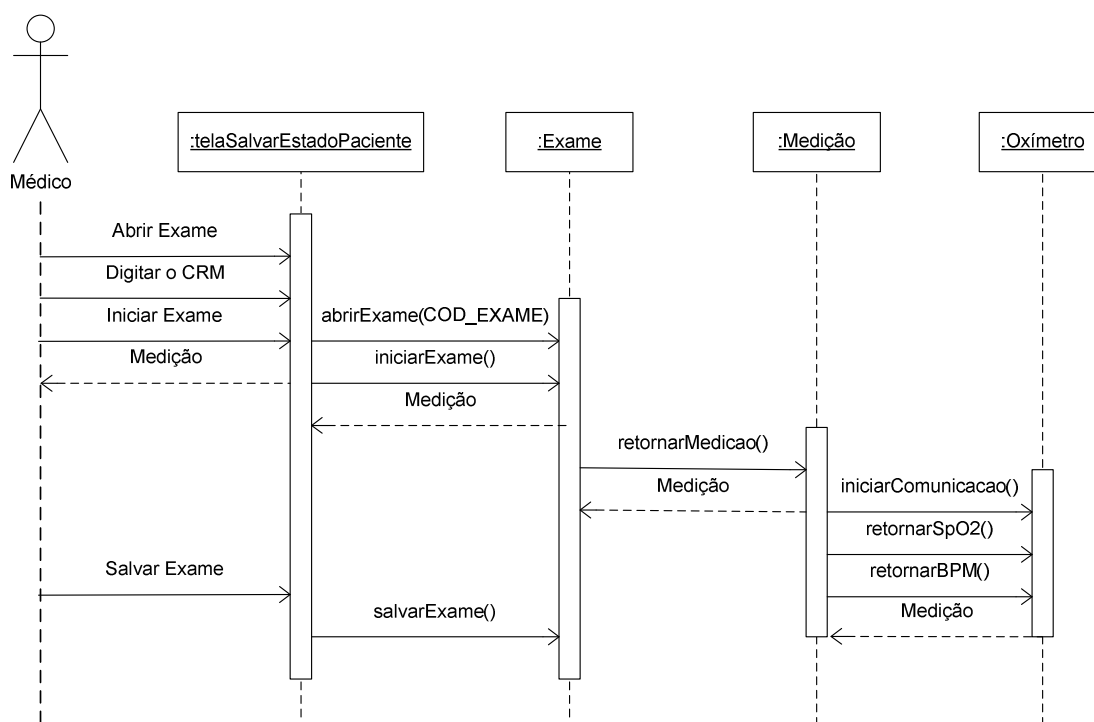 :telaSalvarEstadoPaciente
:Exame
:Medição
:Oxímetro
Médico
Abrir Exame
Digitar o CRM
Iniciar Exame
abrirExame(COD_EXAME)
Medição
iniciarExame()
Medição
retornarMedicao()
Medição
iniciarComunicacao()
retornarSpO2()
Salvar Exame
retornarBPM()
salvarExame()
Medição